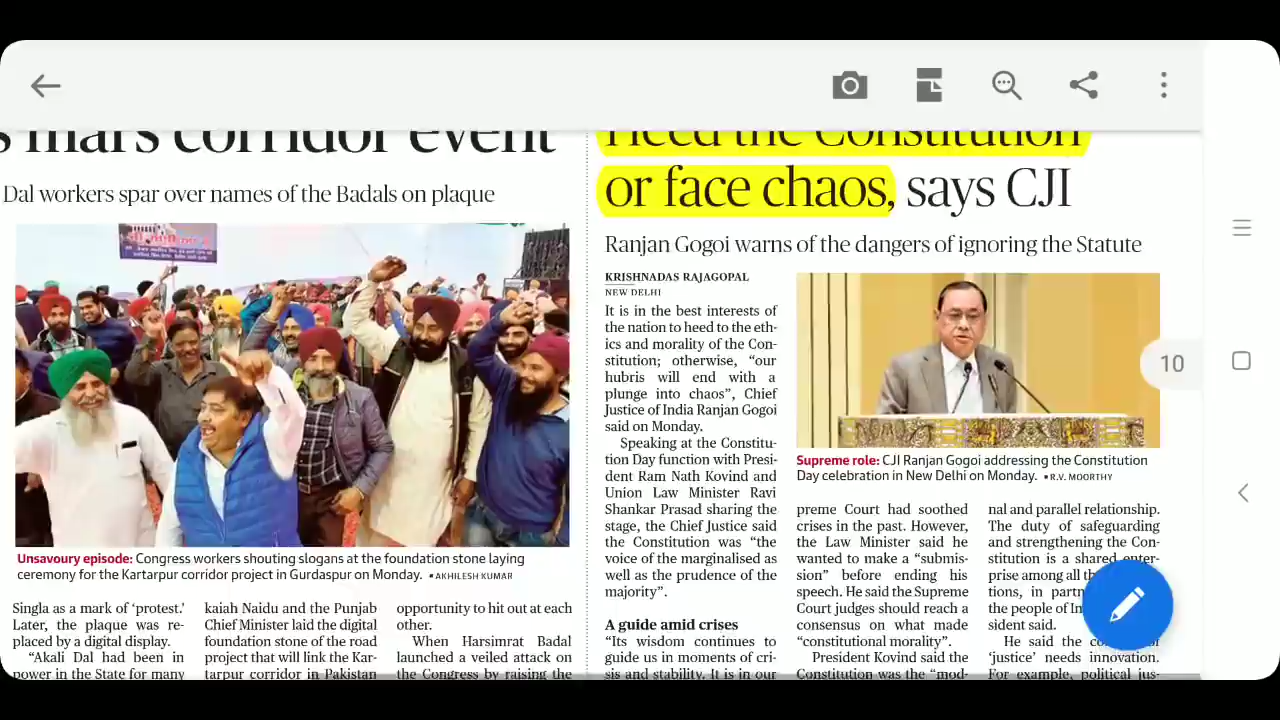 s mars corridor event
Dal workers spar over names of the Badals on plaque
Unsavoury episode: Congress workers shouting slogans at the foundation stone laying
ceremony for the Kartarpur corridor project in Gurdaspur on Monday. ▪AKHILESH KUMAR
Singla as a mark of ‘protest.’
Later, the plaque was re-
placed by a digital display.
“Akali Dal had been in
power in the State for many
kaiah Naidu and the Punjab
Chief Minister laid the digital
foundation stone of the road
project that will link the Kar-
tarpur corridor in Pakistan
opportunity to hit out at each
other.
When Harsimrat Badal
launched a veiled attack on
the Congress by raising the
Heed the Constitution
or face chaos, says CJI
Ranjan Gogoi warns of the dangers of ignoring the Statute
KRISHNADAS RAJAGOPAL
NEW DELHI
It is in the best interests of
the nation to heed to the eth-
ics and morality of the Con-
stitution; otherwise, “our
hubris will end with a
plunge into chaos”, Chief
Justice of India Ranjan Gogoi
said on Monday.
Speaking at the Constitu-
tion Day function with Presi-
dent Ram Nath Kovind and
Union Law Minister Ravi
Shankar Prasad sharing the
stage, the Chief Justice said
the Constitution was “the
voice of the marginalised as
well as the prudence of the
majority”.
A guide amid crises
“Its wisdom continues to
guide us in moments of cri-
sis and stability. It is in our
Supreme role: CJI Ranjan Gogoi addressing the Constitution
Day celebration in New Delhi on Monday. ▪R.V. MOORTHY
preme Court had soothed
crises in the past. However,
the Law Minister said he
wanted to make a “submis-
sion” before ending his
speech. He said the Supreme
Court judges should reach a
consensus on what made
“constitutional morality”.
President Kovind said the
Constitution was the “mod-
nal and parallel relationship.
The duty of safeguarding
and strengthening the Con-
stitution is a shared enter-
prise among all th
tions, in part
the people of In
sident said.
He said the co of
‘justice’ needs innovation.
For example, political jus-
10